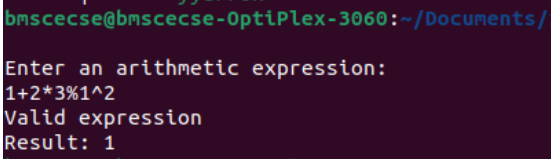 bmscecse@bmscecse-OptiPlex-3060:~/Documents/
Enter an arithmetic expression:
1+2*3%1^2
Valid expression
Result: 1